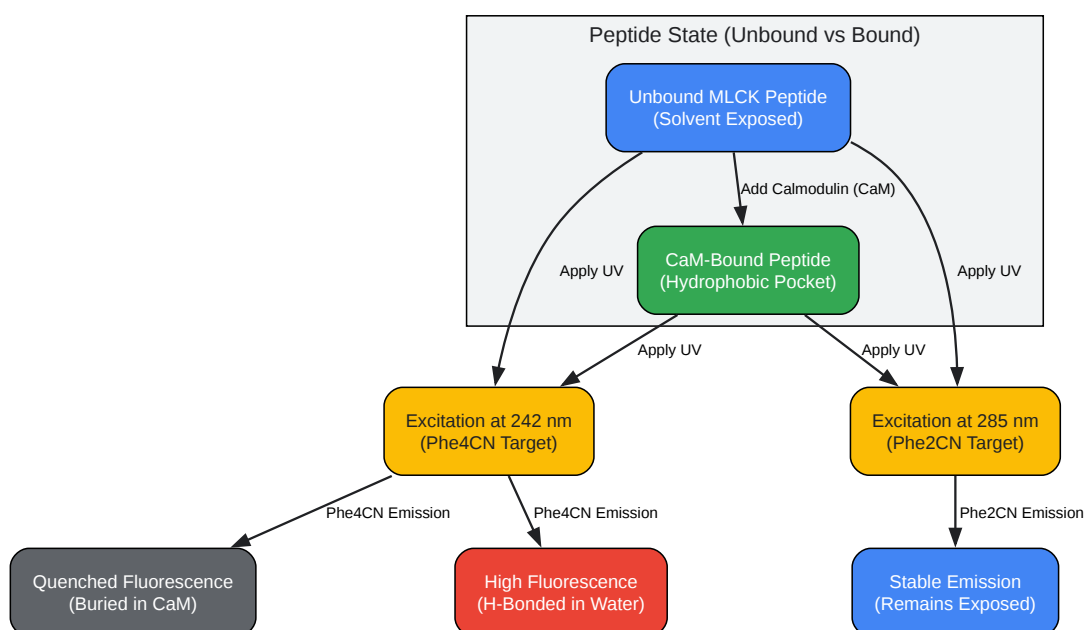 Peptide State (Unbound vs Bound)
Unbound MLCK Peptide
(Solvent Exposed)
Add Calmodulin (CaM)
CaM-Bound Peptide
(Hydrophobic Pocket)
Apply UV
Apply UV
Apply UV
Apply UV
Excitation at 242 nm
(Phe4CN Target)
Excitation at 285 nm
(Phe2CN Target)
Phe4CN Emission
Phe4CN Emission
Phe2CN Emission
Quenched Fluorescence
(Buried in CaM)
High Fluorescence
(H-Bonded in Water)
Stable Emission
(Remains Exposed)